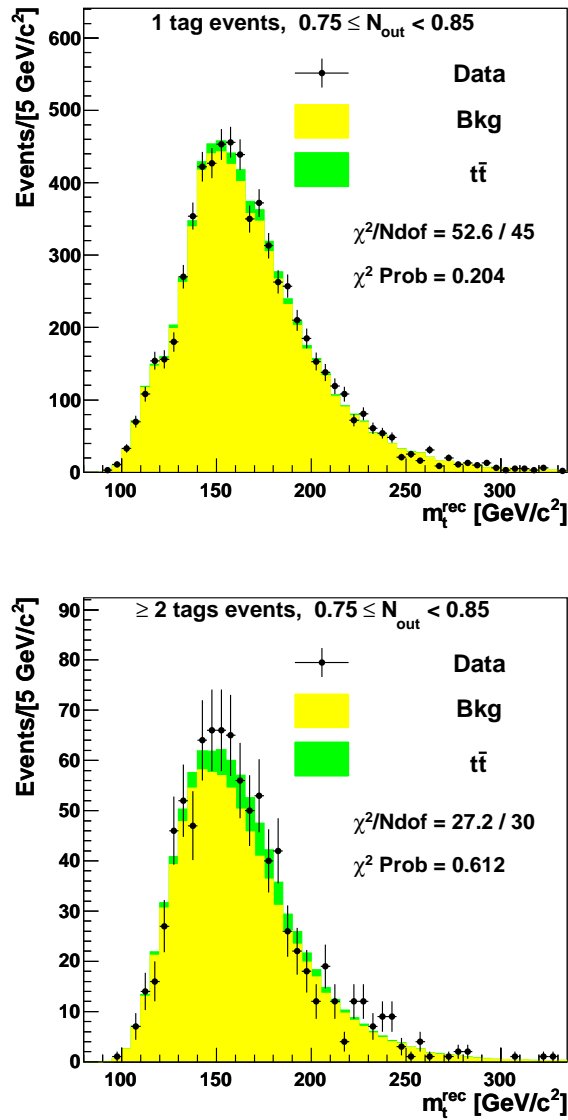 1 tag events, 0.75 ≤ N_out < 0.85
Events/[5 GeV/c²]
600
500
400
300
200
100
0
Data
Bkg
tt̄
χ²/Ndof = 52.6 / 45
χ² Prob = 0.204
100 150 200 250 300
m_t^rec [GeV/c²]
≥ 2 tags events, 0.75 ≤ N_out < 0.85
Events/[5 GeV/c²]
90
80
70
60
50
40
30
20
10
0
Data
Bkg
tt̄
χ²/Ndof = 27.2 / 30
χ² Prob = 0.612
100 150 200 250 300
m_t^rec [GeV/c²]